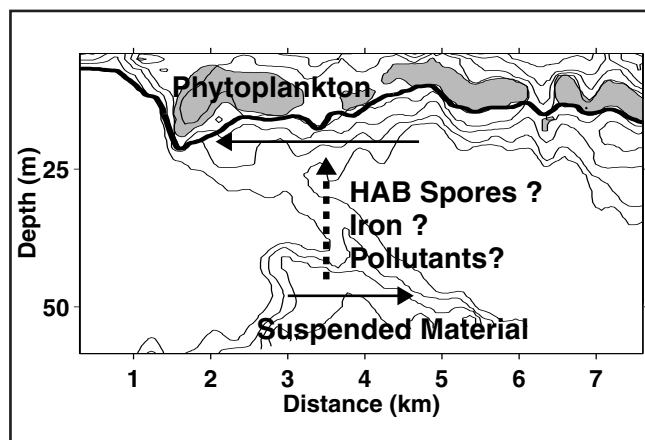 Phytoplankton
25
HAB Spores ?
Iron ?
Pollutants?
Depth (m)
50
Suspended Material
1 2 3 4 5 6 7
Distance (km)